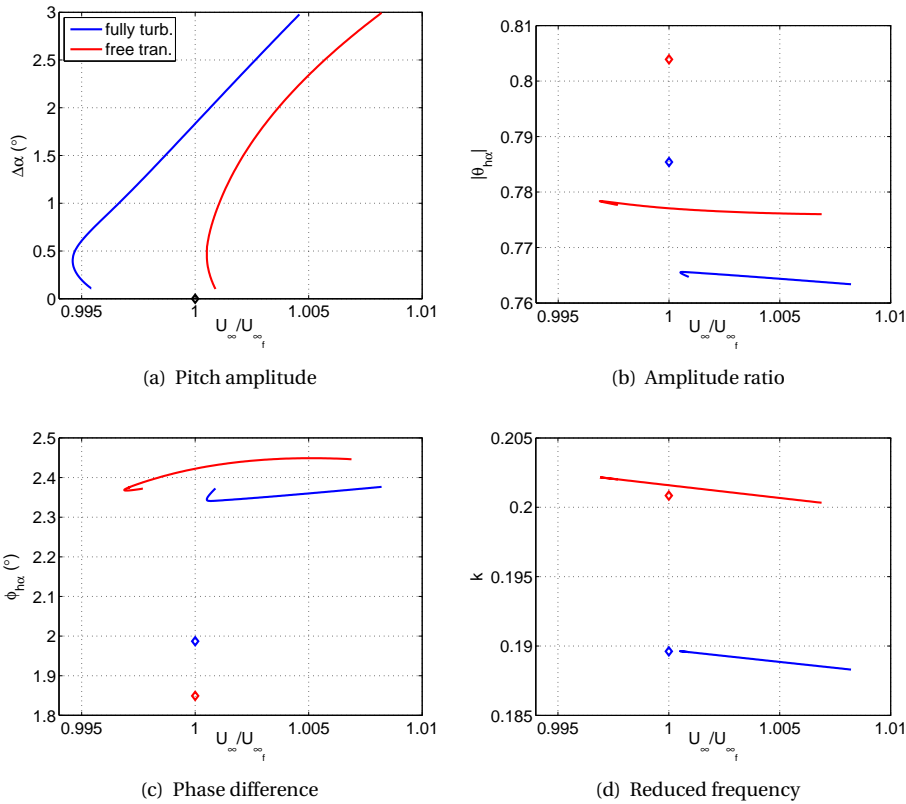 3
2.5
2
1.5
1
0.5
0
Δα (°)
fully turb.
free tran.
0.995 1 1.005 1.01
U∞/U∞f
(a) Pitch amplitude
0.81
0.8
0.79
0.78
0.77
0.76
|θhα|
0.995 1 1.005 1.01
U∞/U∞f
(b) Amplitude ratio
2.5
2.4
2.3
2.2
2.1
2
1.9
1.8
ϕhα (°)
0.995 1 1.005 1.01
U∞/U∞f
(c) Phase difference
0.205
0.2
0.195
0.19
0.185
k
0.995 1 1.005 1.01
U∞/U∞f
(d) Reduced frequency